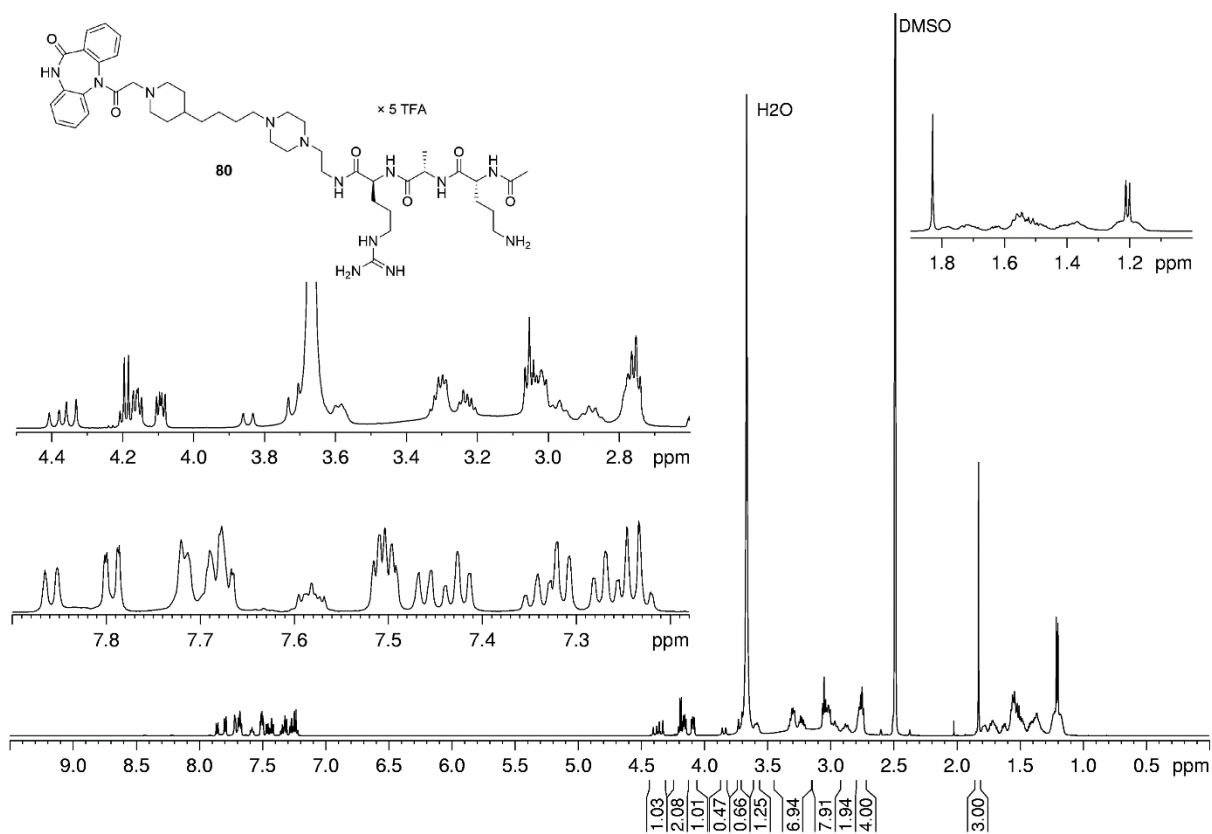 DMSO
H2O
O
NH
N
O
N
N
N
× 5 TFA
80
O
N
H
H
N
O
N
H
O
H
N
O
HN
H2N
NH
NH2
1.8 1.6 1.4 1.2 ppm
4.4 4.2 4.0 3.8 3.6 3.4 3.2 3.0 2.8 ppm
7.8 7.7 7.6 7.5 7.4 7.3 ppm
9.0 8.5 8.0 7.5 7.0 6.5 6.0 5.5 5.0 4.5 4.0 3.5 3.0 2.5 2.0 1.5 1.0 0.5 ppm
1.03 2.08 1.01 0.47 0.66 1.25 6.94 7.91 1.94 4.00 3.00